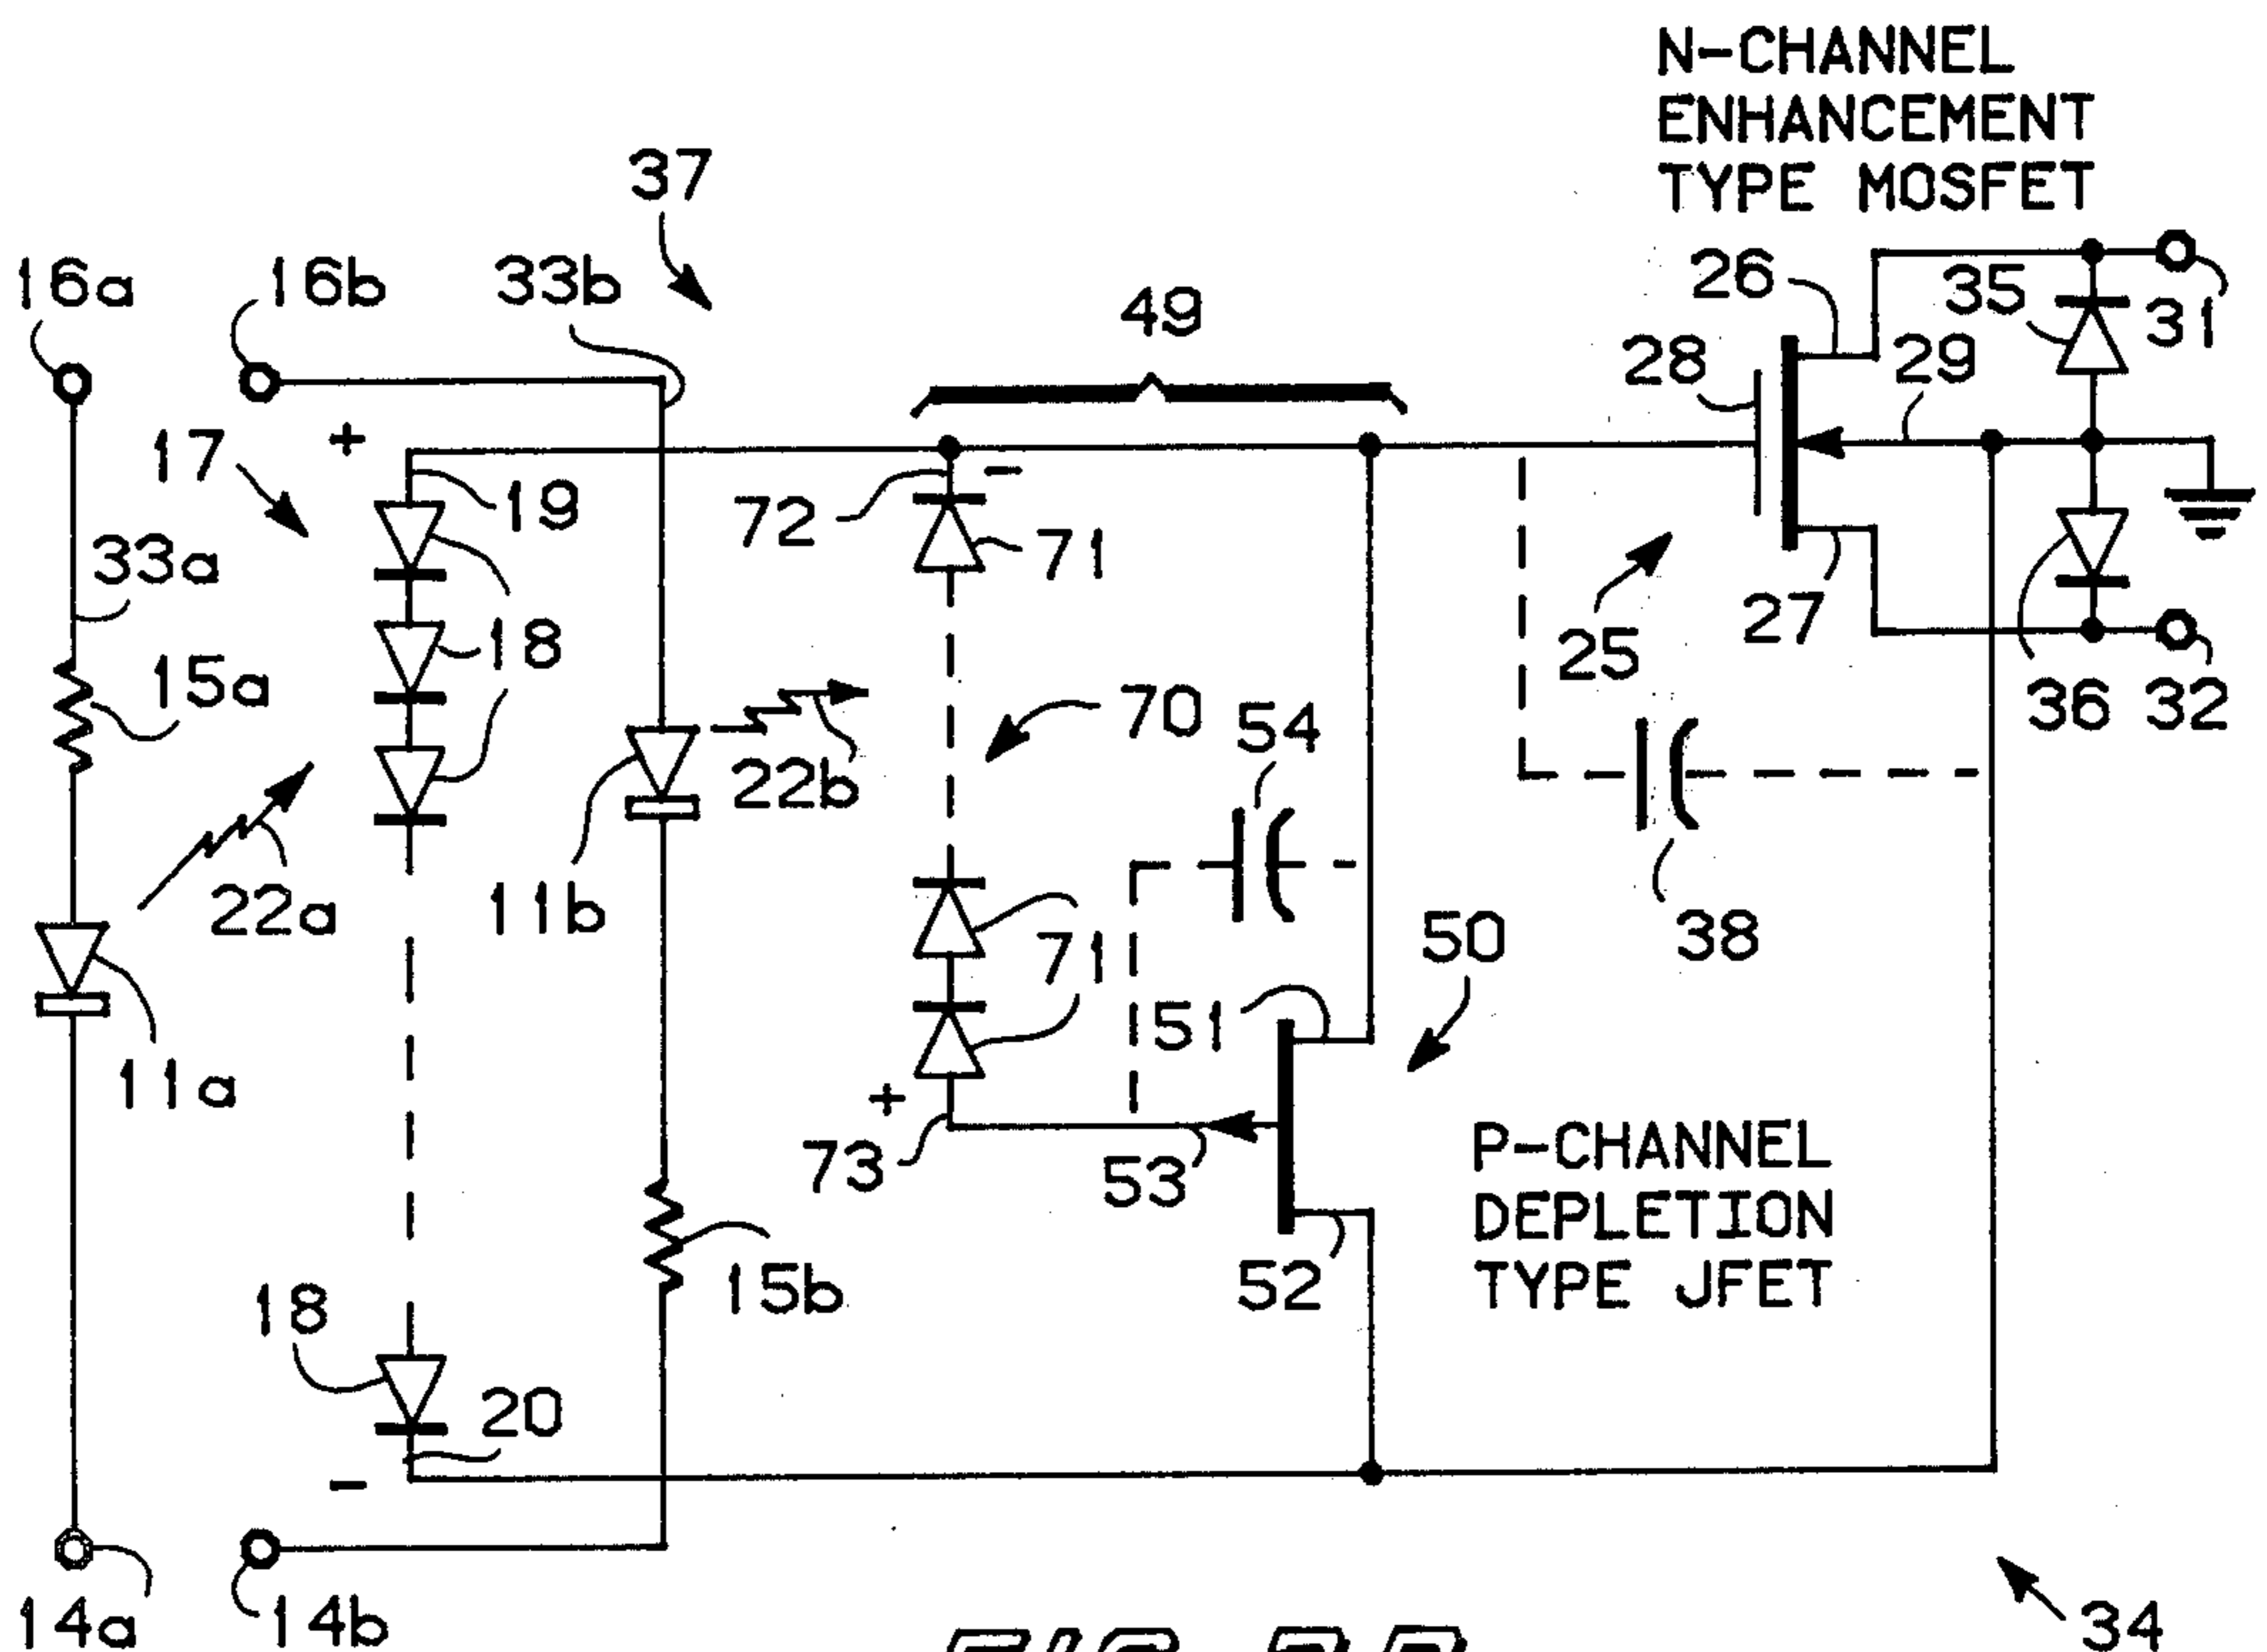 N-CHANNEL
ENHANCEMENT
TYPE MOSFET
37
16a
16b
33b
49
26
35
31
28
29
17
+
19
72
-
71
33a
18
25
27
36
32
15a
22b
70
54
22a
11b
71
50
38
51
11a
+
73
53
P-CHANNEL
DEPLETION
TYPE JFET
52
15b
18
20
-
14a
14b
34